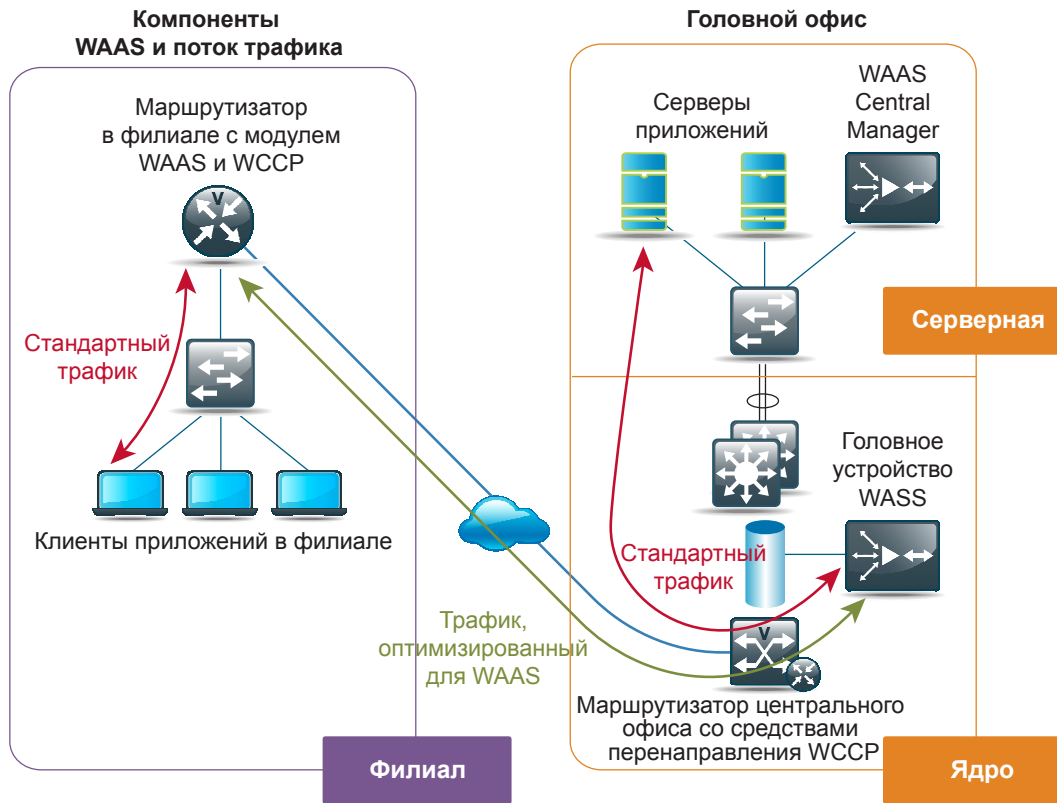 Компоненты
WAAS и поток трафика
Маршрутизатор
в филиале с модулем
WAAS и WCCP
V
Стандартный
трафик
Клиенты приложений в филиале
Филиал
Трафик,
оптимизированный
для WAAS
Головной офис
Серверы
приложений
WAAS
Central
Manager
Серверная
Головное
устройство
WASS
Стандартный
трафик
V
Маршрутизатор центрального
офиса со средствами
перенаправления WCCP
Ядро